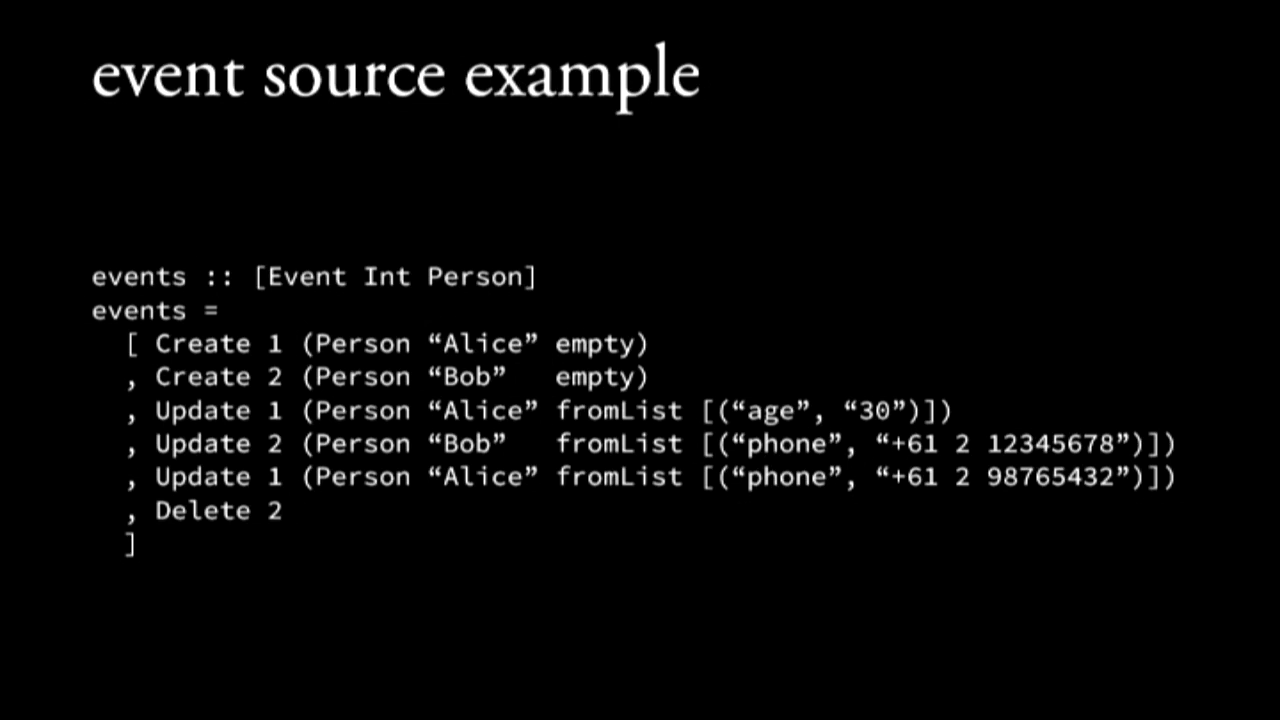 event source example
events :: [Event Int Person]
events =
[ Create 1 (Person “Alice” empty)
, Create 2 (Person “Bob”   empty)
, Update 1 (Person “Alice” fromList [(“age”, “30”)])
, Update 2 (Person “Bob”   fromList [(“phone”, “+61 2 12345678”)])
, Update 1 (Person “Alice” fromList [(“phone”, “+61 2 98765432”)])
, Delete 2
]